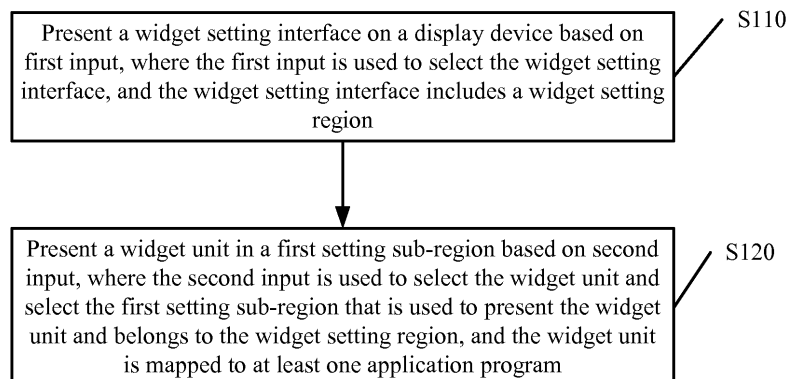 Present a widget setting interface on a display device based on
first input, where the first input is used to select the widget setting
interface, and the widget setting interface includes a widget setting
region
S110
Present a widget unit in a first setting sub-region based on second
input, where the second input is used to select the widget unit and
select the first setting sub-region that is used to present the widget
unit and belongs to the widget setting region, and the widget unit
is mapped to at least one application program
S120